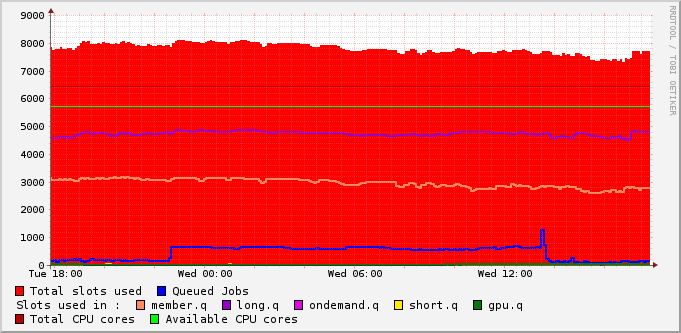 RRDTOOL / TOBI OETIKER
9000
8000
7000
6000
5000
4000
3000
2000
1000
0
Tue 18:00 Wed 00:00 Wed 06:00 Wed 12:00
Total slots used Queued Jobs
Slots used in : member.q long.q ondemand.q short.q gpu.q
Total CPU cores Available CPU cores